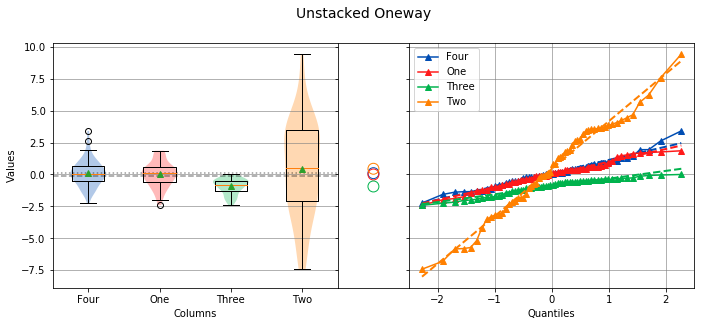 Unstacked Oneway
10.0
7.5
5.0
2.5
0.0
−2.5
−5.0
−7.5
Values
Four One Three Two
Columns
Four
One
Three
Two
−2 −1 0 1 2
Quantiles